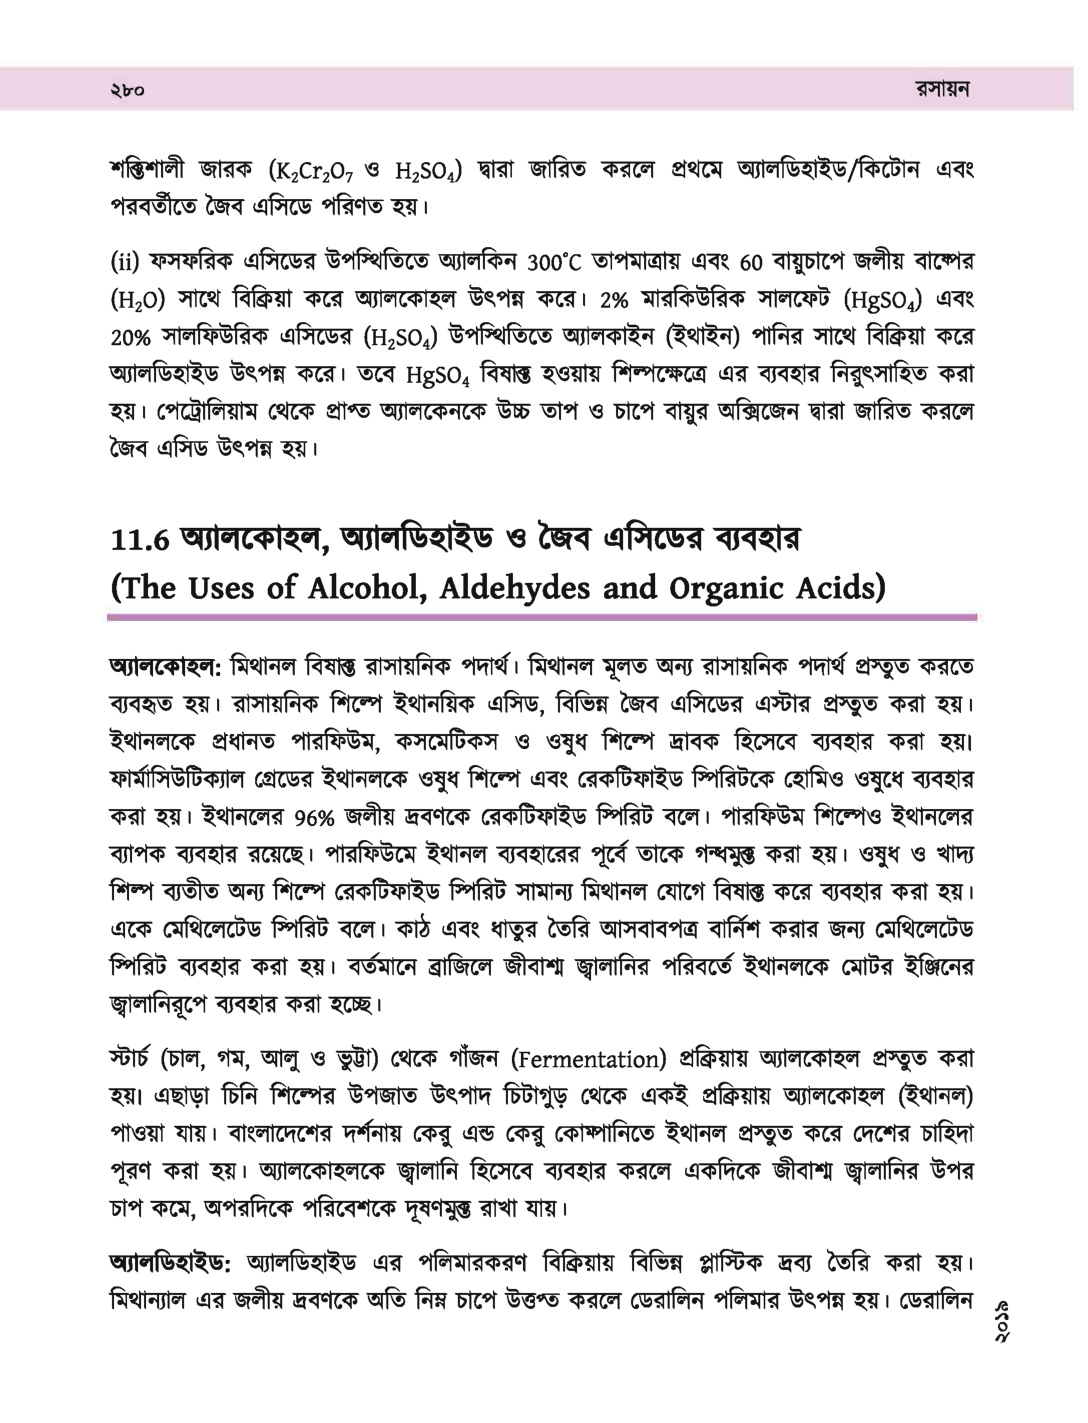 ২৮০ রসায়ন
শক্তিশালী জারক (K₂Cr₂O₇ ও H₂SO₄) দ্বারা জারিত করলে প্রথমে অ্যালডিহাইড/কিটোন এবং
পরবর্তীতে জৈব এসিডে পরিণত হয়।
(ii) ফসফরিক এসিডের উপস্থিতিতে অ্যালকিন 300°C তাপমাত্রায় এবং 60 বায়ুচাপে জলীয় বাষ্পের
(H₂O) সাথে বিক্রিয়া করে অ্যালকোহল উৎপন্ন করে। 2% মারকিউরিক সালফেট (HgSO₄) এবং
20% সালফিউরিক এসিডের (H₂SO₄) উপস্থিতিতে অ্যালকাইন (ইথাইন) পানির সাথে বিক্রিয়া করে
অ্যালডিহাইড উৎপন্ন করে। তবে HgSO₄ বিষাক্ত হওয়ায় শিল্পক্ষেত্রে এর ব্যবহার নিরুৎসাহিত করা
হয়। পেট্রোলিয়াম থেকে প্রাপ্ত অ্যালকেনকে উচ্চ তাপ ও চাপে বায়ুর অক্সিজেন দ্বারা জারিত করলে
জৈব এসিড উৎপন্ন হয়।
11.6 অ্যালকোহল, অ্যালডিহাইড ও জৈব এসিডের ব্যবহার
(The Uses of Alcohol, Aldehydes and Organic Acids)
অ্যালকোহল: মিথানল বিষাক্ত রাসায়নিক পদার্থ। মিথানল মূলত অন্য রাসায়নিক পদার্থ প্রস্তুত করতে
ব্যবহৃত হয়। রাসায়নিক শিল্পে ইথানয়িক এসিড, বিভিন্ন জৈব এসিডের এস্টার প্রস্তুত করা হয়।
ইথানলকে প্রধানত পারফিউম, কসমেটিকস ও ওষুধ শিল্পে দ্রাবক হিসেবে ব্যবহার করা হয়।
ফার্মাসিউটিক্যাল গ্রেডের ইথানলকে ওষুধ শিল্পে এবং রেকটিফাইড স্পিরিটকে হোমিও ওষুধে ব্যবহার
করা হয়। ইথানলের 96% জলীয় দ্রবণকে রেকটিফাইড স্পিরিট বলে। পারফিউম শিল্পেও ইথানলের
ব্যাপক ব্যবহার রয়েছে। পারফিউমে ইথানল ব্যবহারের পূর্বে তাকে গন্ধমুক্ত করা হয়। ওষুধ ও খাদ্য
শিল্প ব্যতীত অন্য শিল্পে রেকটিফাইড স্পিরিট সামান্য মিথানল যোগে বিষাক্ত করে ব্যবহার করা হয়।
একে মেথিলেটেড স্পিরিট বলে। কাঠ এবং ধাতুর তৈরি আসবাবপত্র বার্নিশ করার জন্য মেথিলেটেড
স্পিরিট ব্যবহার করা হয়। বর্তমানে ব্রাজিলে জীবাশ্ম জ্বালানির পরিবর্তে ইথানলকে মোটর ইঞ্জিনের
জ্বালানিরূপে ব্যবহার করা হচ্ছে।
স্টার্চ (চাল, গম, আলু ও ভুট্টা) থেকে গাঁজন (Fermentation) প্রক্রিয়ায় অ্যালকোহল প্রস্তুত করা
হয়। এছাড়া চিনি শিল্পের উপজাত উৎপাদ চিটাগুড় থেকে একই প্রক্রিয়ায় অ্যালকোহল (ইথানল)
পাওয়া যায়। বাংলাদেশের দর্শনায় কেরু এন্ড কেরু কোম্পানিতে ইথানল প্রস্তুত করে দেশের চাহিদা
পূরণ করা হয়। অ্যালকোহলকে জ্বালানি হিসেবে ব্যবহার করলে একদিকে জীবাশ্ম জ্বালানির উপর
চাপ কমে, অপরদিকে পরিবেশকে দূষণমুক্ত রাখা যায়।
অ্যালডিহাইড: অ্যালডিহাইড এর পলিমারকরণ বিক্রিয়ায় বিভিন্ন প্লাস্টিক দ্রব্য তৈরি করা হয়।
মিথান্যাল এর জলীয় দ্রবণকে অতি নিম্ন চাপে উত্তপ্ত করলে ডেরালিন পলিমার উৎপন্ন হয়। ডেরালিন
২০১৯